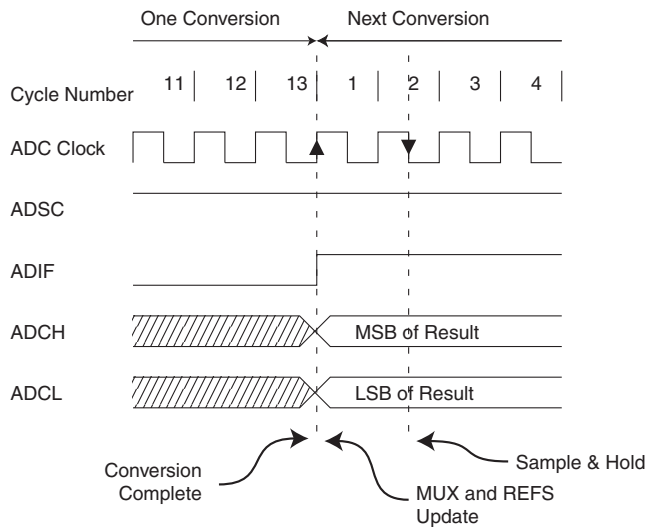 One Conversion Next Conversion
Cycle Number 11 12 13 1 2 3 4
ADC Clock
ADSC
ADIF
ADCH MSB of Result
ADCL LSB of Result
Conversion
Complete
MUX and REFS
Update
Sample & Hold